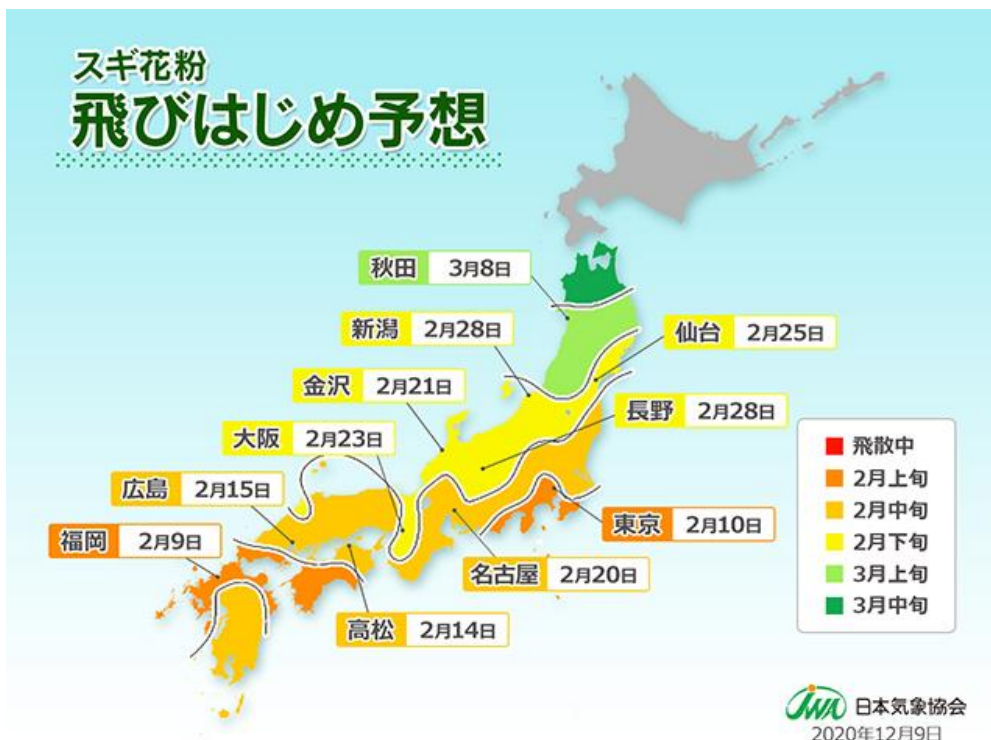 スギ花粉
飛びはじめ予想
秋田 3月8日
新潟 2月28日
仙台 2月25日
金沢 2月21日
長野 2月28日
大阪 2月23日
広島 2月15日
福岡 2月9日
東京 2月10日
名古屋 2月20日
高松 2月14日
飛散中
2月上旬
2月中旬
2月下旬
3月上旬
3月中旬
JWA 日本気象協会
2020年12月9日